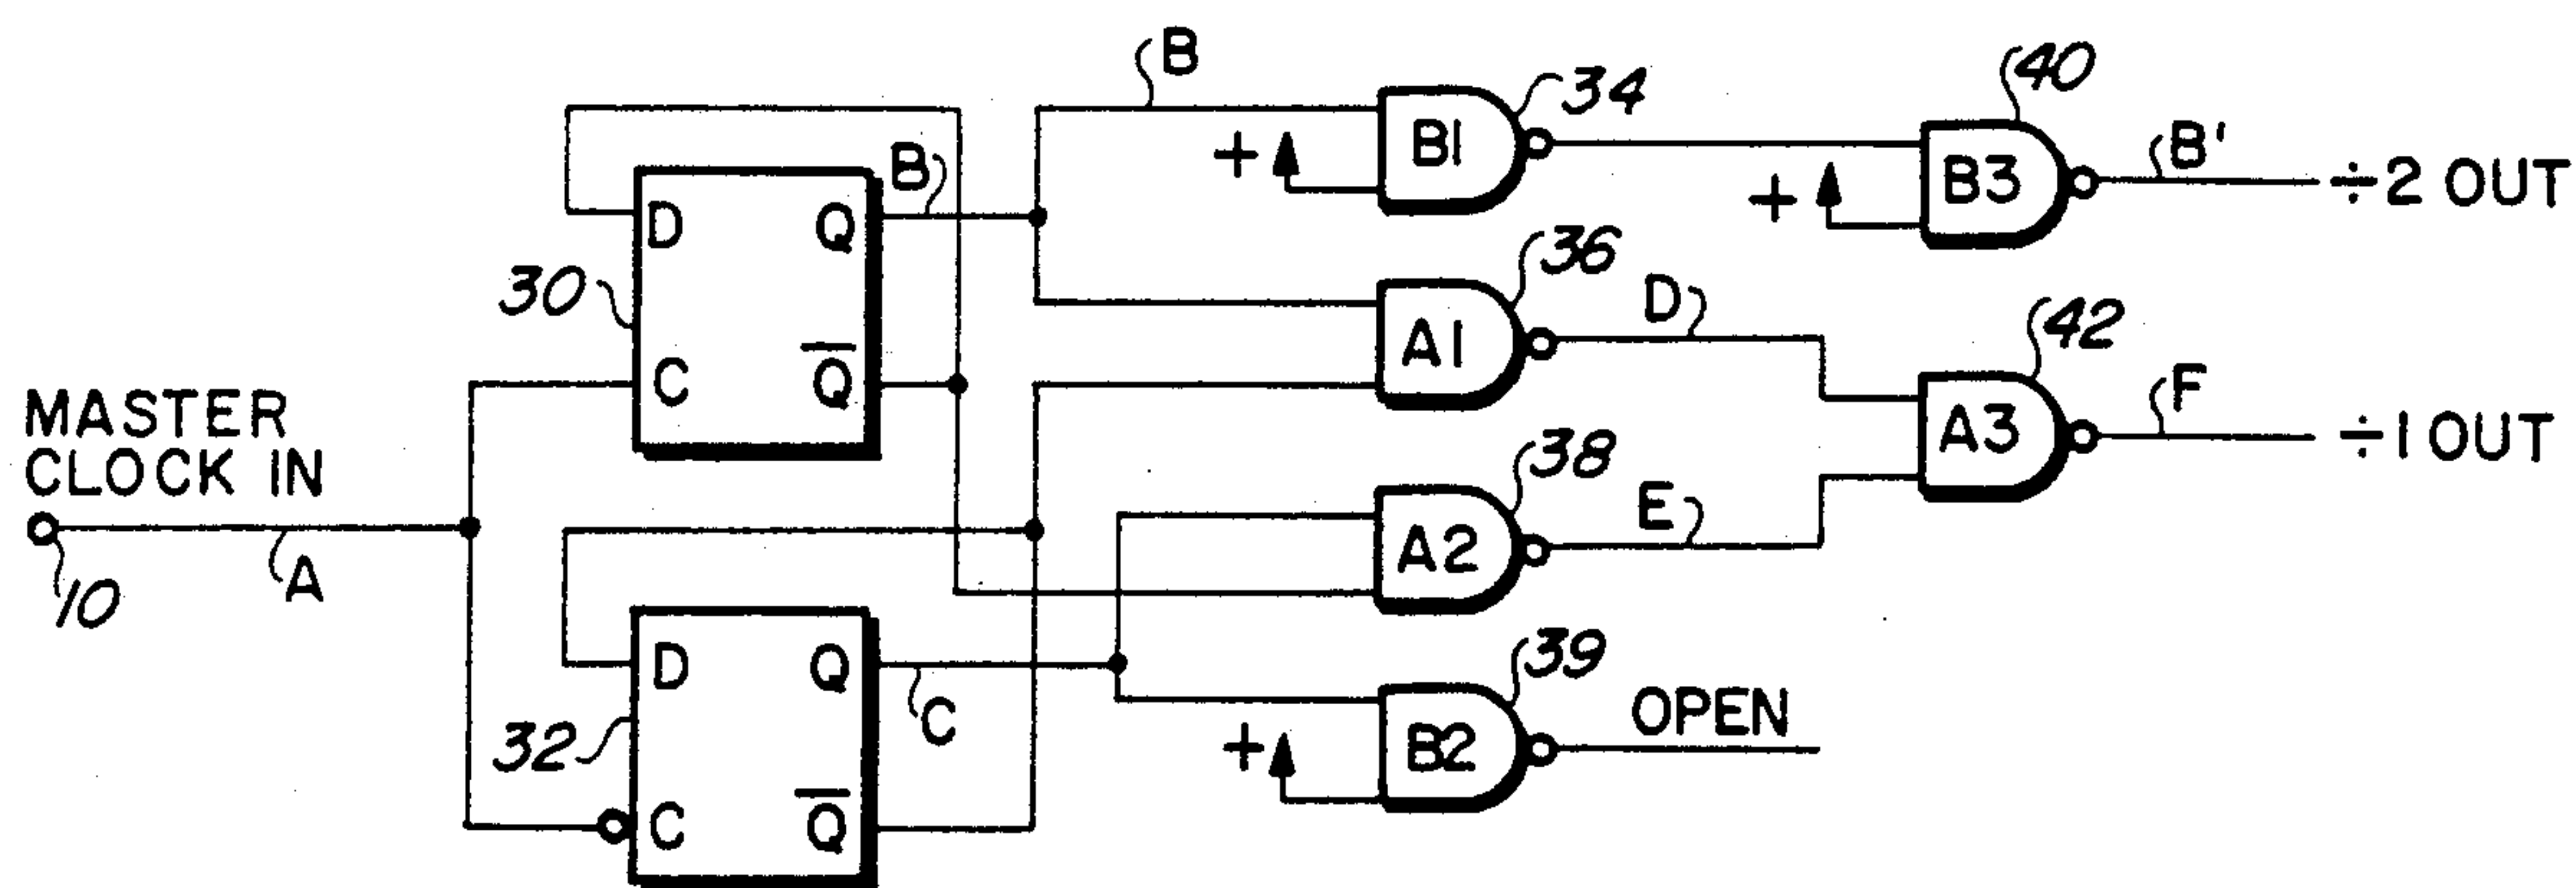 B
34
40
+
B1
B3
B'
÷2 OUT
B
+
D
Q
36
30
A1
D
42
C
Q
MASTER
CLOCK IN
A3
F
÷1 OUT
38
E
A2
A
10
39
D
Q
C
OPEN
32
+
B2
C
Q